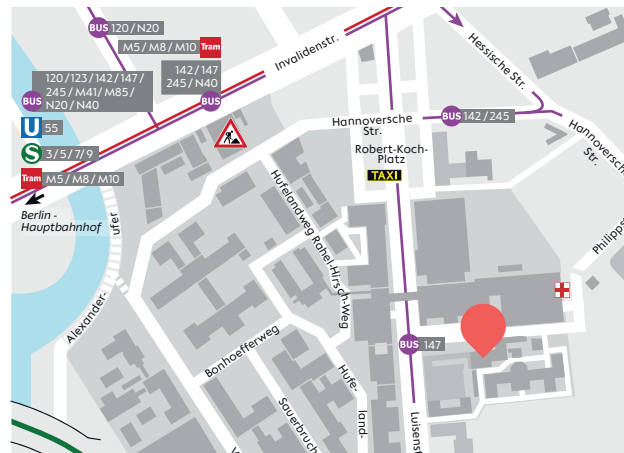 BUS 120/N20
M5/M8/M10 Tram
120/123/142/147/
245/M41/M85/
N20/N40
BUS
142/147
245/N40
BUS
U 55
S 3/5/7/9
Tram M5/M8/M10
Berlin -
Hauptbahnhof
Invalidenstr.
Hessische Str.
Hannoversche
Str.
BUS 142/245
Hannoversche
Str.
Robert-Koch-
Platz
TAXI
Philippst
Hufelandweg
Rahel-Hirsch-Weg
Alexander-
ufer
Bonhoefferweg
Sauerbruch
Hufe-
land-
BUS 147
Luisenst